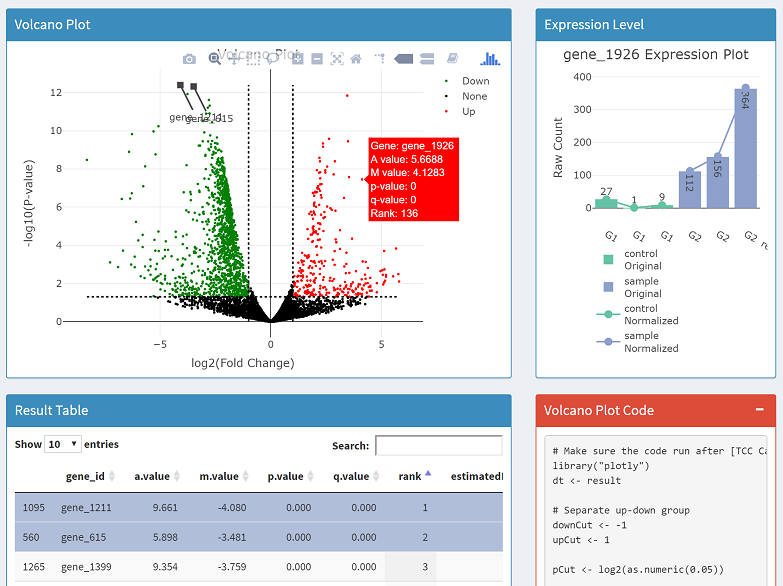 Volcano Plot
Volcano Plot
12
10
8
6
4
2
0
-log10(P-value)
−5
0
5
log2(Fold Change)
gene_1211
gene_615
Down
None
Up
Gene: gene_1926
A value: 5.6688
M value: 4.1283
p-value: 0
q-value: 0
Rank: 136
Expression Level
gene_1926 Expression Plot
400
300
200
100
0
Raw Count
27
1
9
112
156
364
G1
G1
G1
G2
G2
G2
control
Original
sample
Original
control
Normalized
sample
Normalized
Result Table
Show 10 entries
Search:
gene_id a.value m.value p.value q.value rank
1095 gene_1211 9.661 -4.080 0.000 0.000 1
560 gene_615 5.898 -3.481 0.000 0.000 2
1265 gene_1399 9.354 -3.759 0.000 0.000 3
Volcano Plot Code
# Make sure the code run after [TCC Ca
library("plotly")
dt <- result
# Separate up-down group
downCut <- -1
upCut <- 1
pCut <- log2(as.numeric(0.05))